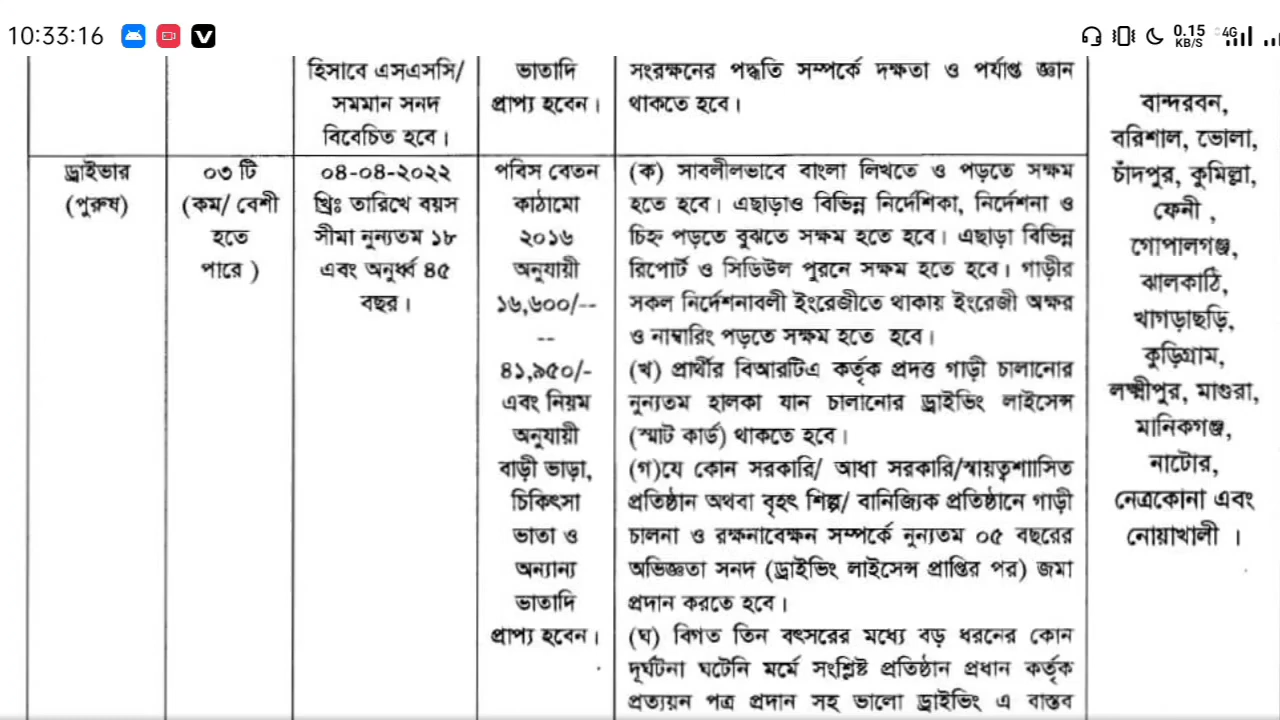 10:33:16
0.15 KB/S 4G
হিসাবে এসএসসি/
সমমান সনদ
বিবেচিত হবে।
ভাতাদি
প্রাপ্য হবেন।
সংরক্ষনের পদ্ধতি সম্পর্কে দক্ষতা ও পর্যাপ্ত জ্ঞান
থাকতে হবে।
ড্রাইভার
(পুরুষ)
০৩ টি
(কম/ বেশী
হতে
পারে )
০৪-০৪-২০২২
খ্রিঃ তারিখে বয়স
সীমা নুন্যতম ১৮
এবং অনুর্ধ্ব ৪৫
বছর।
পবিস বেতন
কাঠামো
২০১৬
অনুযায়ী
১৬,৬০০/--
--
৪১,৯৫০/-
এবং নিয়ম
অনুযায়ী
বাড়ী ভাড়া,
চিকিৎসা
ভাতা ও
অন্যান্য
ভাতাদি
প্রাপ্য হবেন।
(ক) সাবলীলভাবে বাংলা লিখতে ও পড়তে সক্ষম
হতে হবে। এছাড়াও বিভিন্ন নির্দেশিকা, নির্দেশনা ও
চিহ্ন পড়তে বুঝতে সক্ষম হতে হবে। এছাড়া বিভিন্ন
রিপোর্ট ও সিডিউল পুরনে সক্ষম হতে হবে। গাড়ীর
সকল নির্দেশনাবলী ইংরেজীতে থাকায় ইংরেজী অক্ষর
ও নাম্বারিং পড়তে সক্ষম হতে হবে।
(খ) প্রার্থীর বিআরটিএ কর্তৃক প্রদত্ত গাড়ী চালানোর
নুন্যতম হালকা যান চালানোর ড্রাইভিং লাইসেন্স
(স্মাট কার্ড) থাকতে হবে।
(গ)যে কোন সরকারি/ আধা সরকারি/স্বায়ত্বশাাসিত
প্রতিষ্ঠান অথবা বৃহৎ শিল্প/ বানিজ্যিক প্রতিষ্ঠানে গাড়ী
চালনা ও রক্ষনাবেক্ষন সম্পর্কে নুন্যতম ০৫ বছরের
অভিজ্ঞতা সনদ (ড্রাইভিং লাইসেন্স প্রাপ্তির পর) জমা
প্রদান করতে হবে।
(ঘ) বিগত তিন বৎসরের মধ্যে বড় ধরনের কোন
দূর্ঘটনা ঘটেনি মর্মে সংশ্লিষ্ট প্রতিষ্ঠান প্রধান কর্তৃক
প্রত্যয়ন পত্র প্রদান সহ ভালো ড্রাইভিং এ বাস্তব
বান্দরবন,
বরিশাল, ভোলা,
চাঁদপুর, কুমিল্লা,
ফেনী ,
গোপালগঞ্জ,
ঝালকাঠি,
খাগড়াছড়ি,
কুড়িগ্রাম,
লক্ষ্মীপুর, মাগুরা,
মানিকগঞ্জ,
নাটোর,
নেত্রকোনা এবং
নোয়াখালী ।